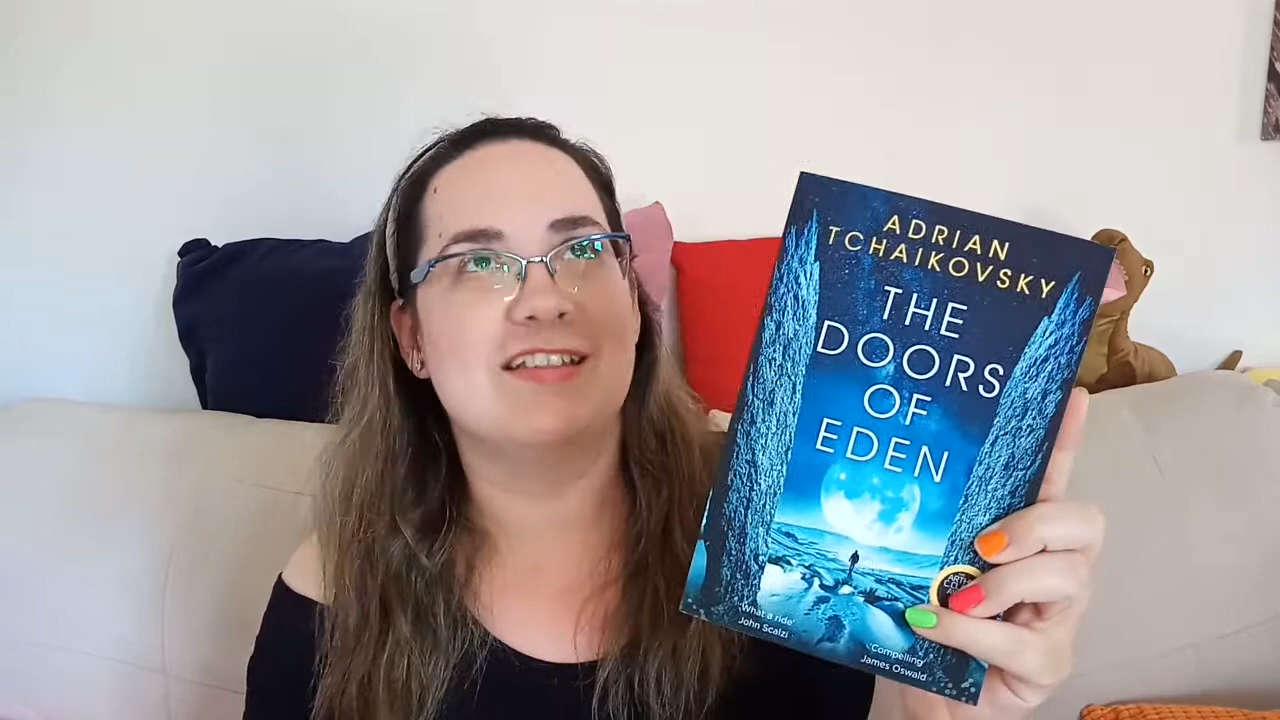 ADRIAN
TCHAIKOVSKY
THE
DOORS
OF
EDEN
'What a ride'
John Scalzi
'Compelling'
James Oswald